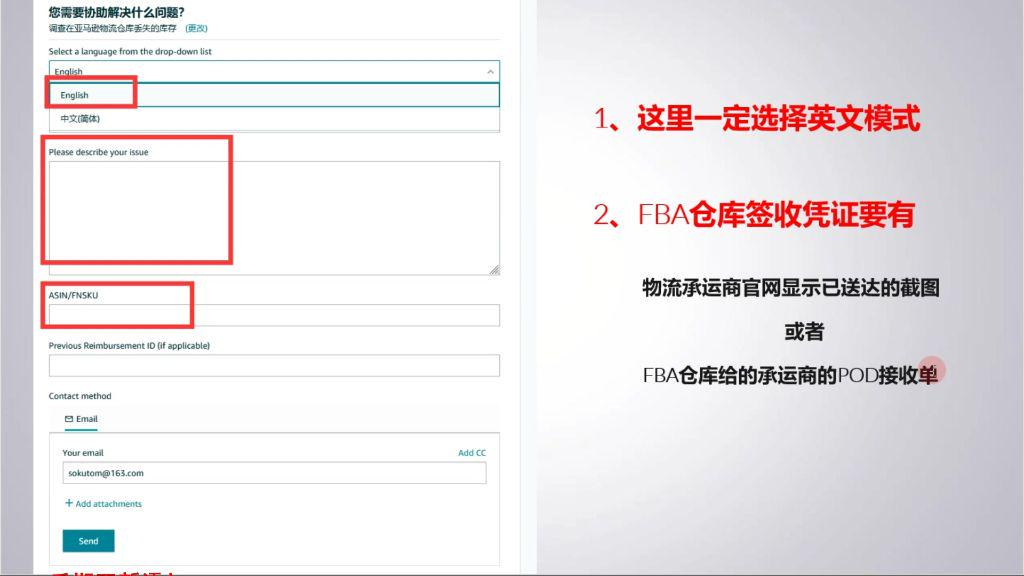 您需要协助解决什么问题?
调查在亚马逊物流仓库丢失的库存 (更改)
Select a language from the drop-down list
English
English
中文(简体)
Please describe your issue
ASIN/FNSKU
Previous Reimbursement ID (if applicable)
Contact method
Email
Your email
Add CC
sokutom@163.com
+ Add attachments
Send
1、这里一定选择英文模式
2、FBA仓库签收凭证要有
物流承运商官网显示已送达的截图
或者
FBA仓库给的承运商的POD接收单